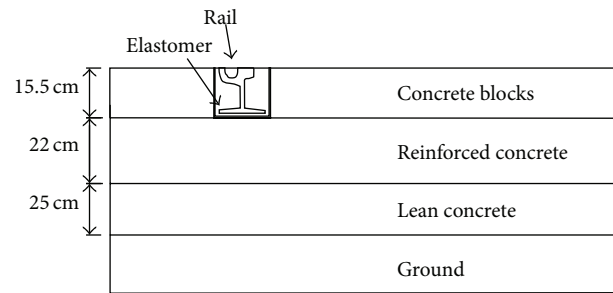 Rail
Elastomer
15.5 cm
Concrete blocks
22 cm
Reinforced concrete
25 cm
Lean concrete
Ground